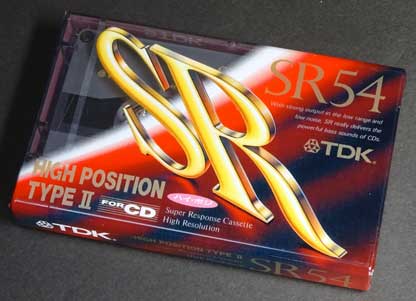 TDK
SR
SR54
With strong output in the low range and
low noise, SR really delivers the
powerful bass sounds of CDs.
TDK.
HIGH POSITION
TYPE II FOR CD
ハイ・ポジ
Super Response Cassette
High Resolution
TDK.
HIGH POSITION TYPE II
SR54